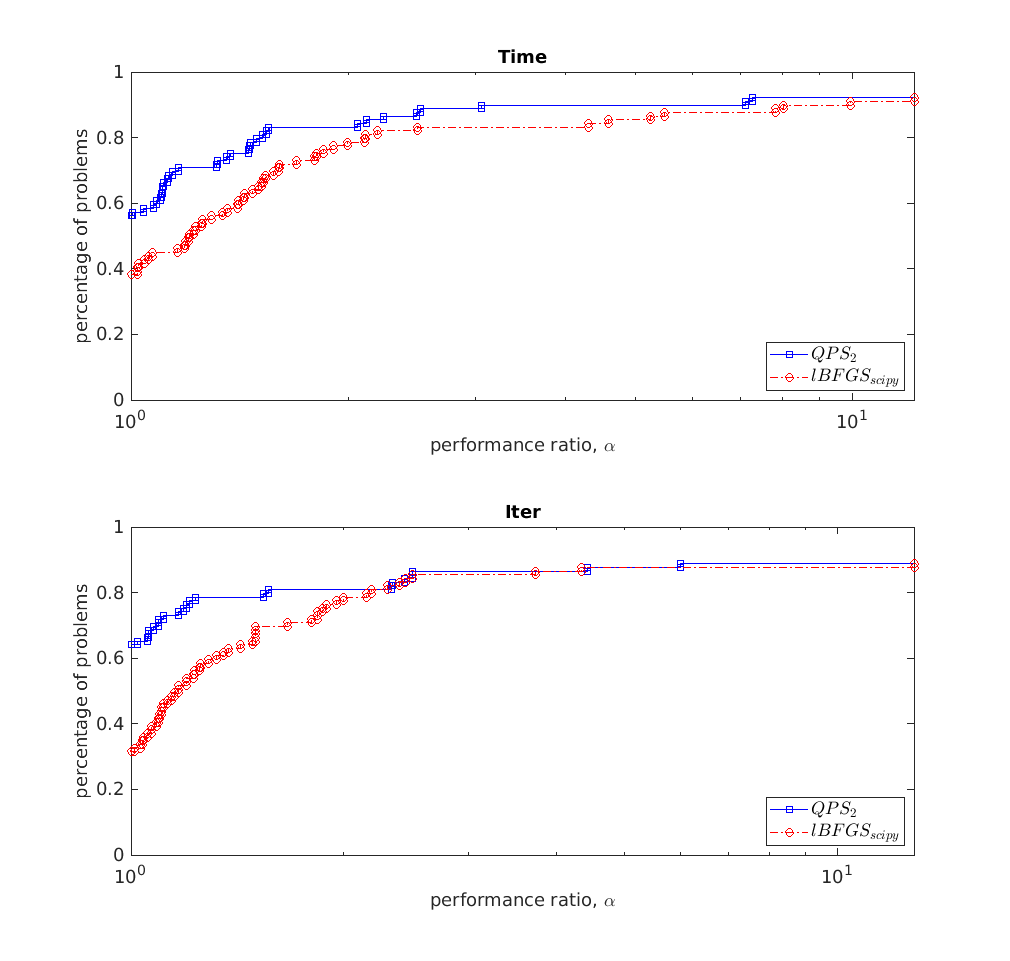 Time
1
0.8
0.6
0.4
0.2
0
percentage of problems
10^0
10^1
performance ratio, α
QPS_2
lBFGS_scipy
Iter
1
0.8
0.6
0.4
0.2
0
percentage of problems
10^0
10^1
performance ratio, α
QPS_2
lBFGS_scipy